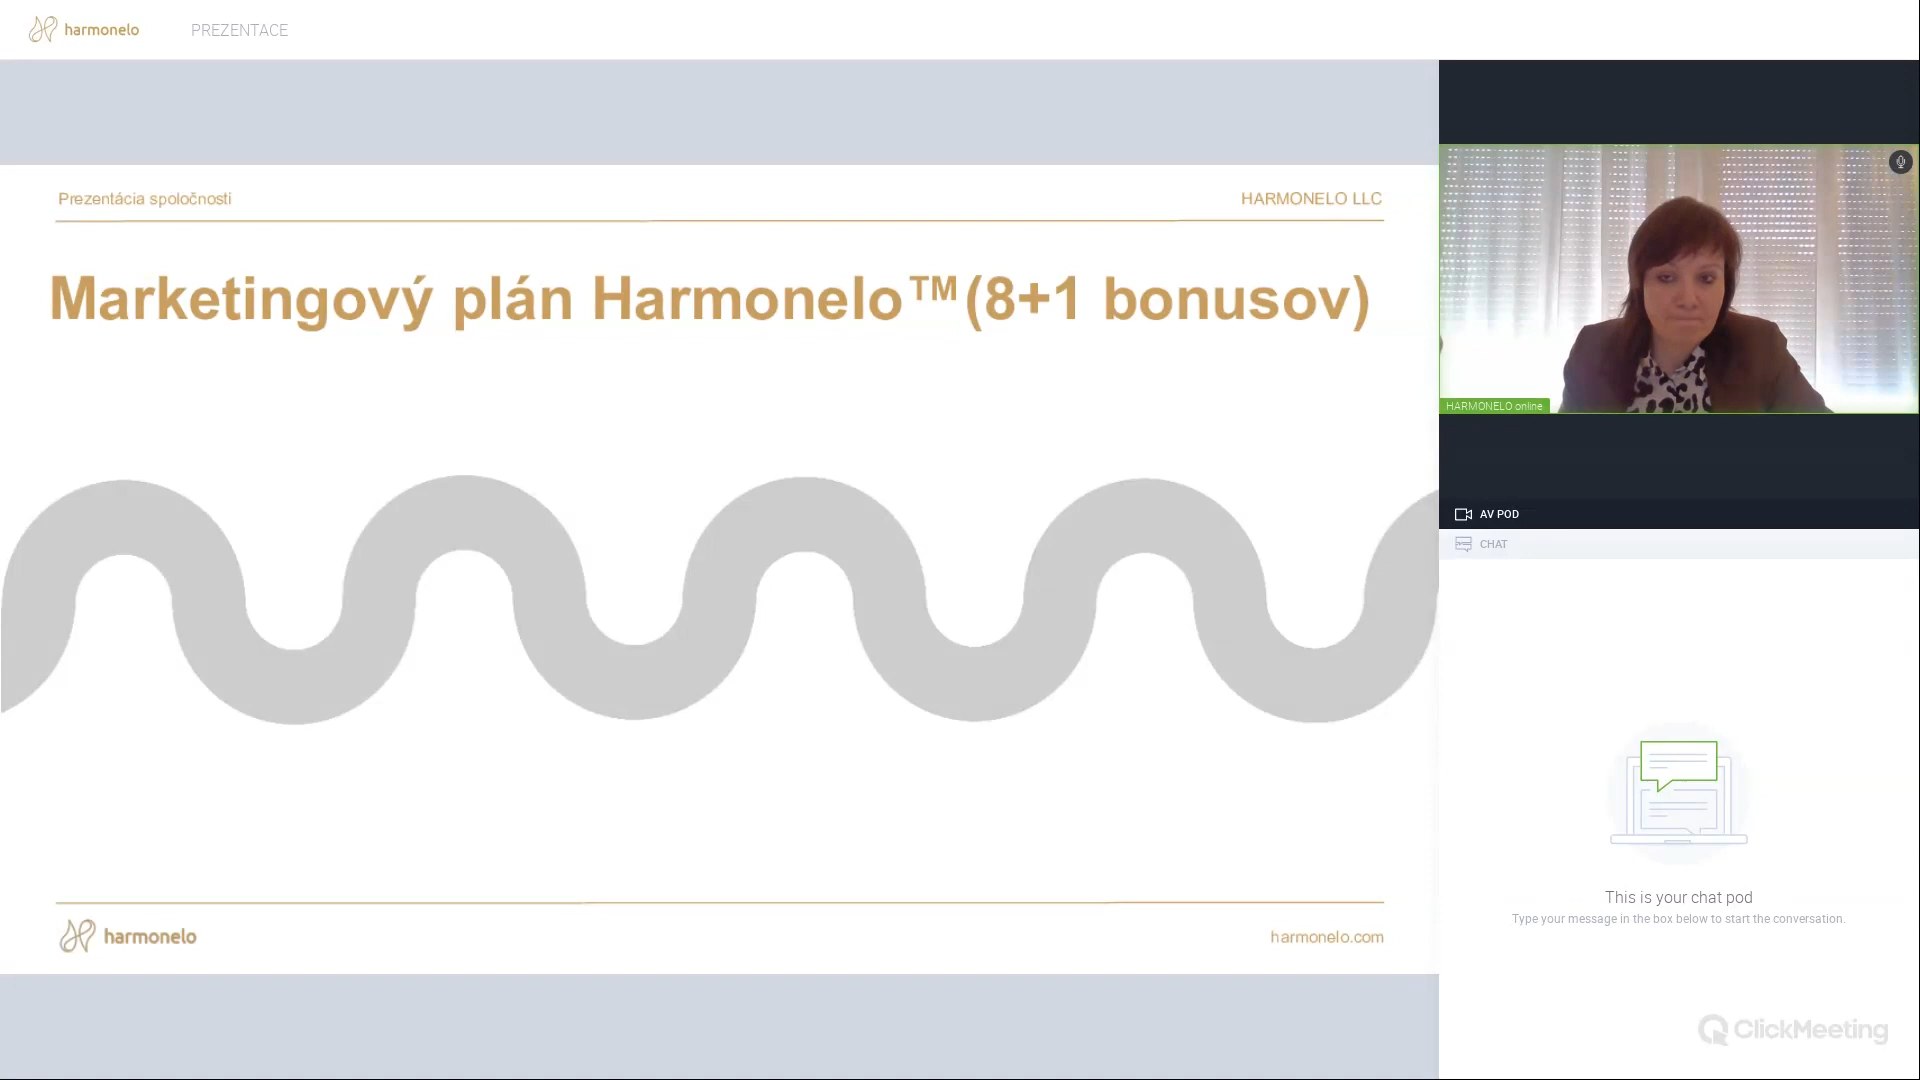 harmonelo
PREZENTACE
Prezentácia spoločnosti
HARMONELO LLC
Marketingový plán Harmonelo™(8+1 bonusov)
harmonelo
harmonelo.com
HARMONELO online
AV POD
CHAT
This is your chat pod
Type your message in the box below to start the conversation.
ClickMeeting